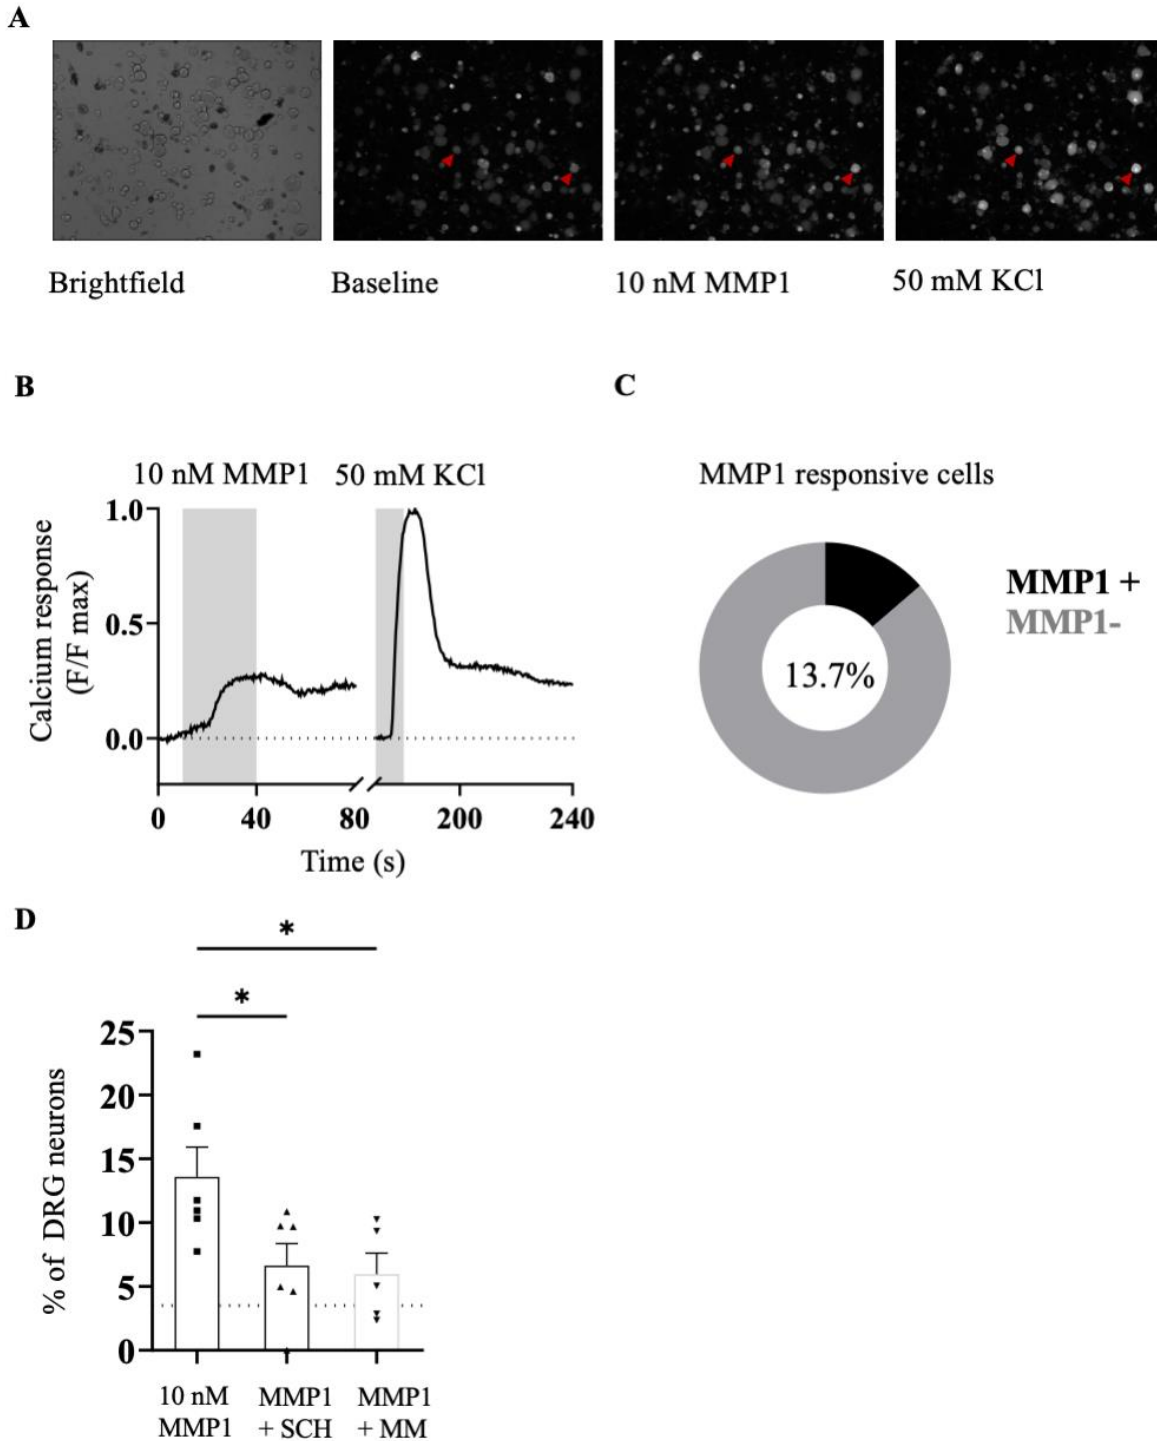 A
Brightfield
Baseline
10 nM MMP1
50 mM KCl
B
10 nM MMP1
50 mM KCl
Calcium response
(F/F max)
1.0
0.5
0.0
0
40
80
200
240
Time (s)
C
MMP1 responsive cells
13.7%
MMP1 +
MMP1-
D
*
*
% of DRG neurons
25
20
15
10
5
0
10 nM
MMP1
MMP1
+ SCH
MMP1
+ MM